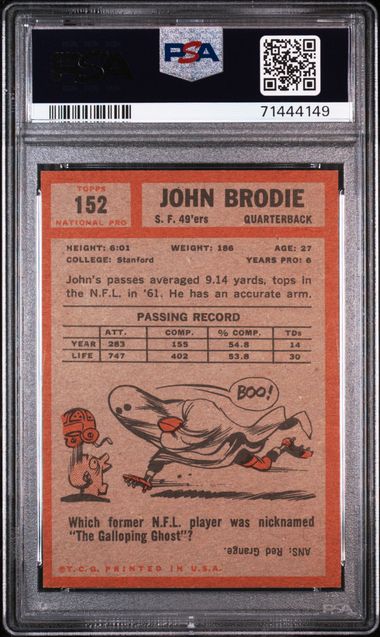 PSA
71444149
TOPPS
152
NATIONAL PRO
JOHN BRODIE
S. F. 49'ers QUARTERBACK
HEIGHT: 6:01 WEIGHT: 186 AGE: 27
COLLEGE: Stanford YEARS PRO: 6
John's passes averaged 9.14 yards, tops in
the N.F.L. in '61. He has an accurate arm.
PASSING RECORD
ATT. COMP. % COMP. TDs
YEAR 283 155 54.8 14
LIFE 747 402 53.8 30
BOO!
Which former N.F.L. player was nicknamed
"The Galloping Ghost"?
ANS: Red Grange.
©T.C.G. PRINTED IN U.S.A.
PSA